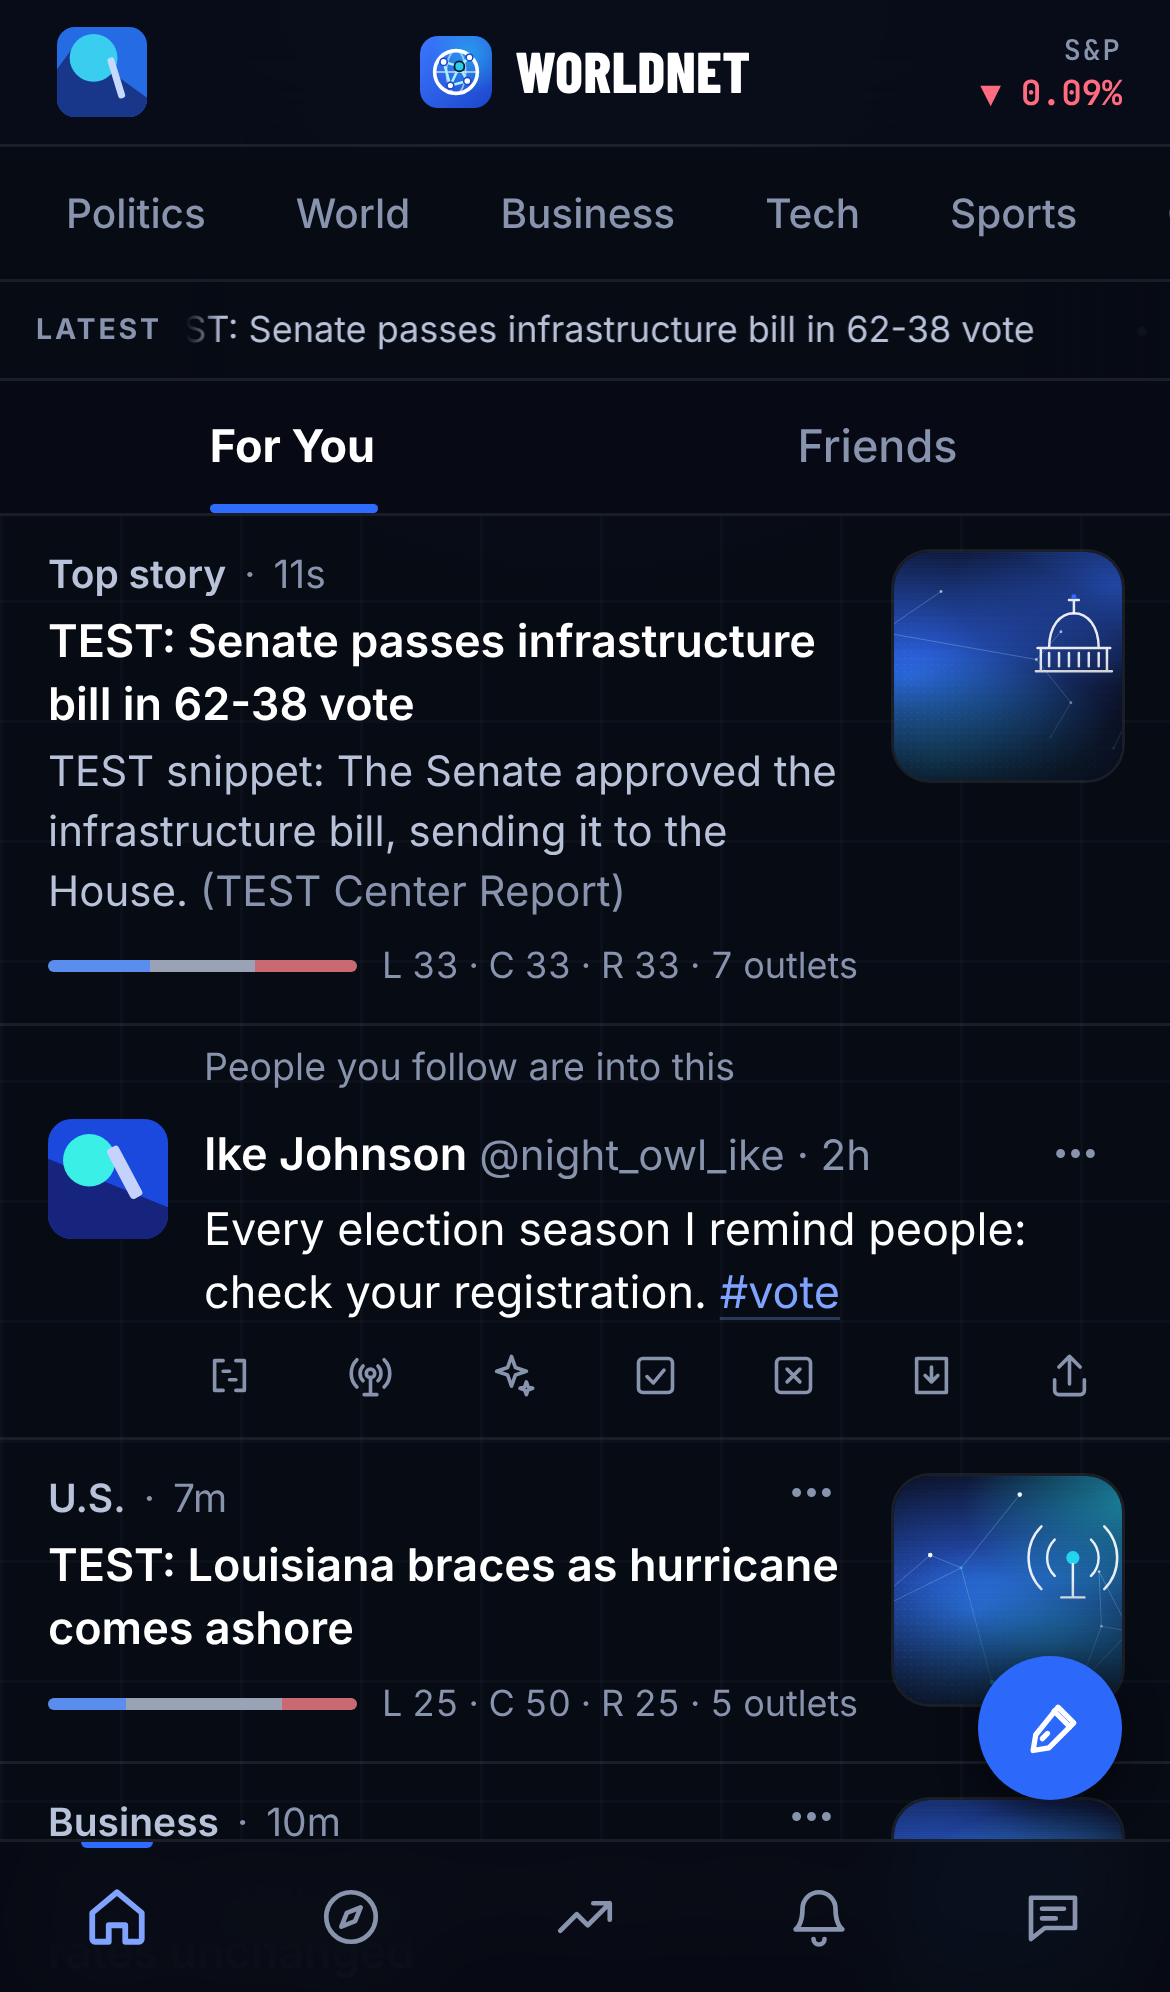 WORLDNET
S&P
▼ 0.09%
Politics World Business Tech Sports
LATEST ST: Senate passes infrastructure bill in 62-38 vote
For You Friends
Top story · 11s
TEST: Senate passes infrastructure
bill in 62-38 vote
TEST snippet: The Senate approved the
infrastructure bill, sending it to the
House. (TEST Center Report)
L 33 · C 33 · R 33 · 7 outlets
People you follow are into this
Ike Johnson @night_owl_ike · 2h
Every election season I remind people:
check your registration. #vote
U.S. · 7m
TEST: Louisiana braces as hurricane
comes ashore
L 25 · C 50 · R 25 · 5 outlets
Business · 10m
rates unchanged